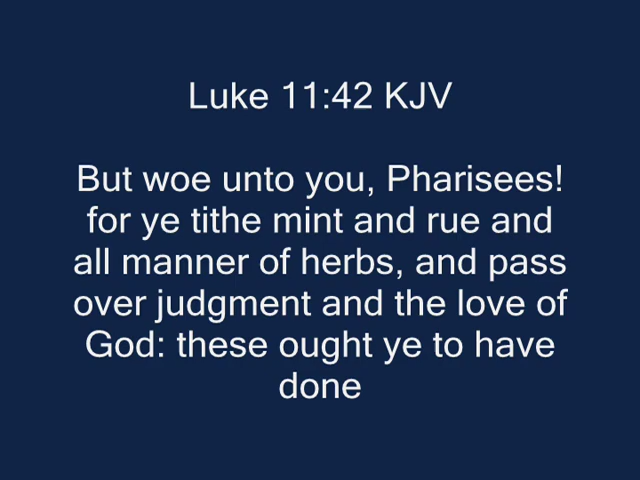 Luke 11:42 KJV
But woe unto you, Pharisees!
for ye tithe mint and rue and
all manner of herbs, and pass
over judgment and the love of
God: these ought ye to have
done